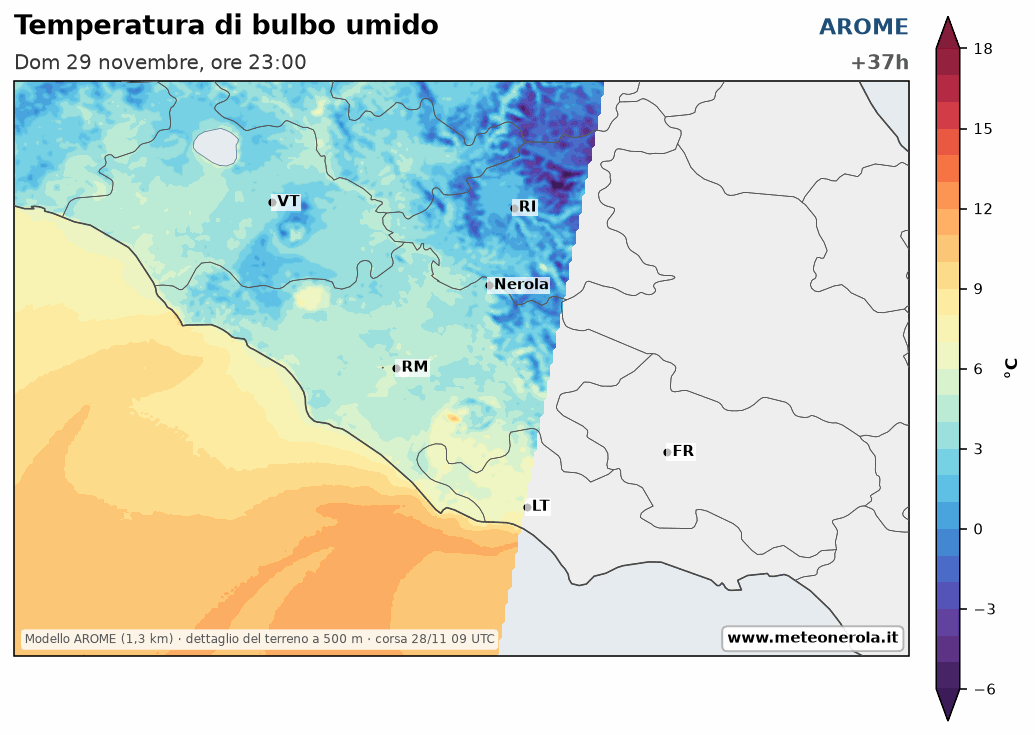 Temperatura di bulbo umido
AROME
Dom 29 novembre, ore 23:00
+37h
VT
RI
Nerola
RM
FR
LT
Modello AROME (1,3 km) · dettaglio del terreno a 500 m · corsa 28/11 09 UTC
www.meteonerola.it
18
15
12
9
6
3
0
−3
−6
°C